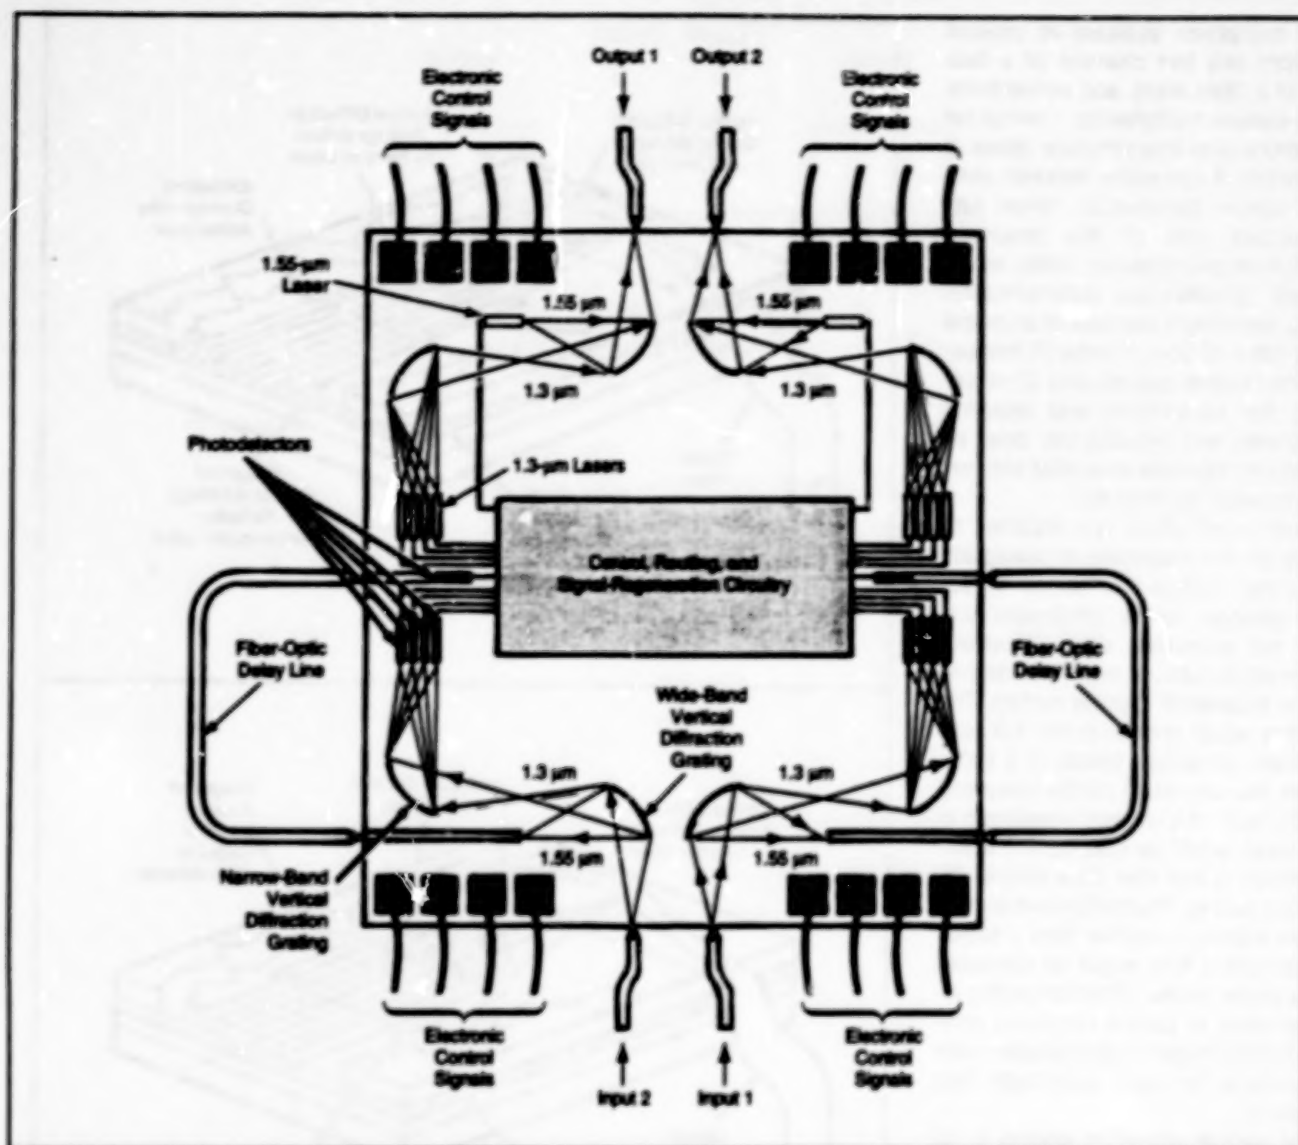 Output 1
Output 2
Electronic
Control
Signals
Electronic
Control
Signals
1.55-µm
Laser
1.55 µm
1.55 µm
1.3 µm
1.3 µm
Photodetectors
1.3-µm Lasers
Control, Routing, and
Signal-Regeneration Circuitry
Fiber-Optic
Delay Line
Fiber-Optic
Delay Line
Wide-Band
Vertical
Diffraction
Grating
1.3 µm
1.3 µm
1.55 µm
1.55 µm
Narrow-Band
Vertical
Diffraction
Grating
Electronic
Control
Signals
Electronic
Control
Signals
Input 2
Input 1